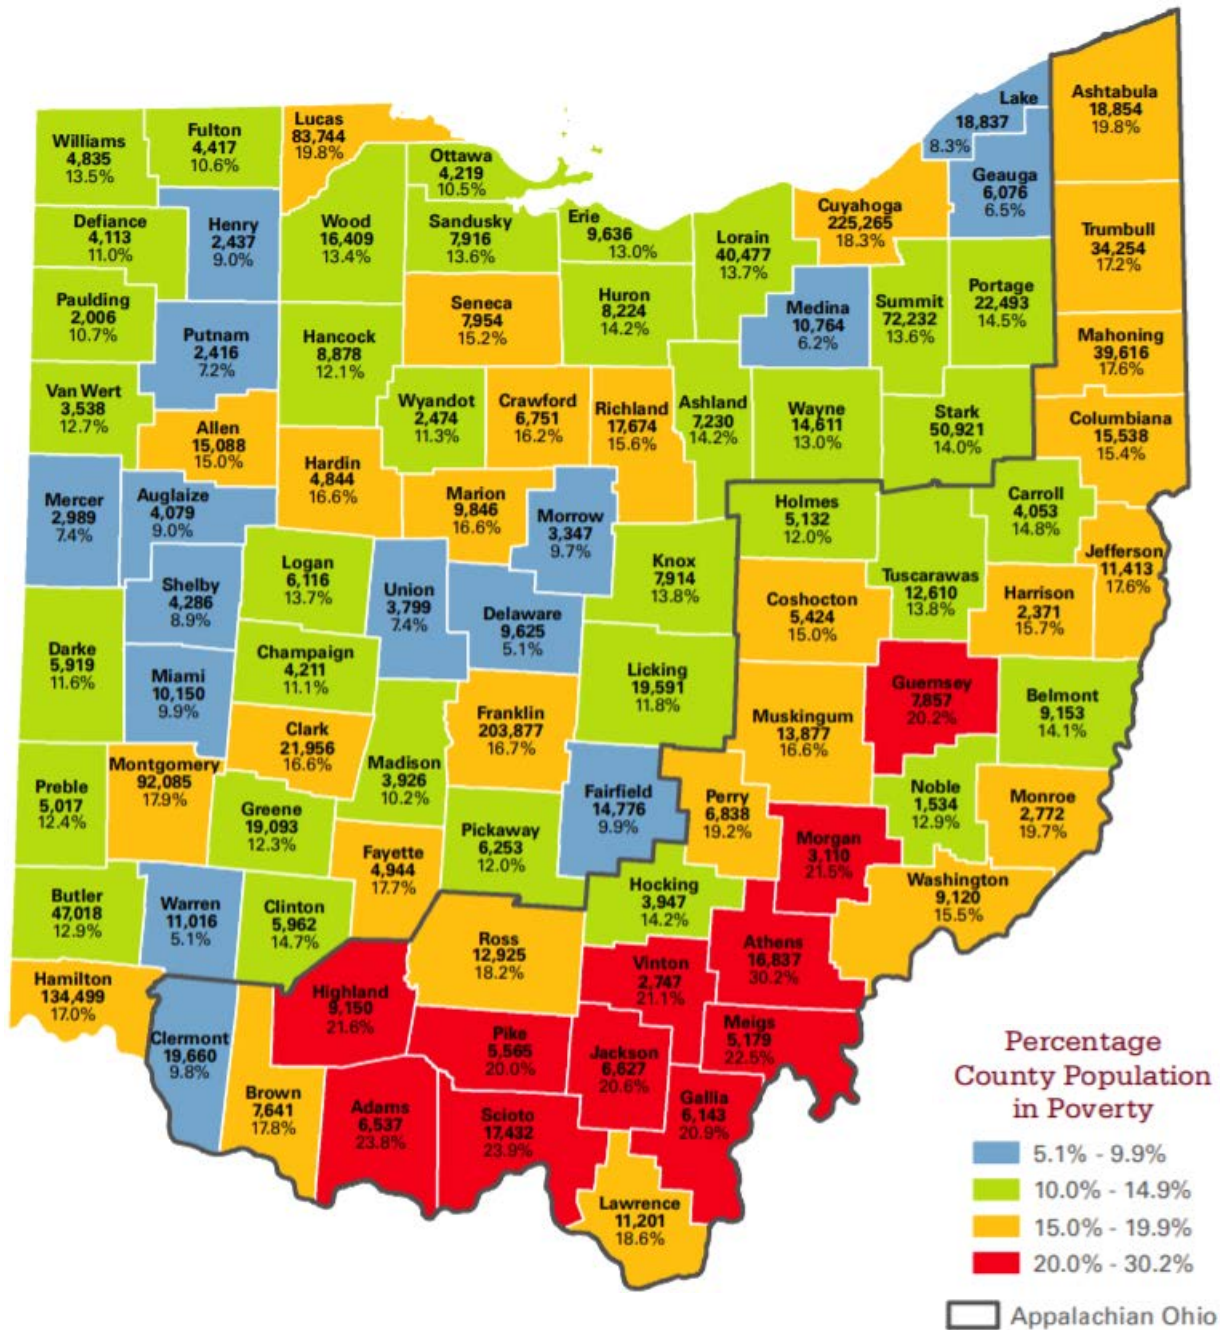 Williams
4,835
13.5%
Fulton
4,417
10.6%
Lucas
83,744
19.8%
Ottawa
4,219
10.5%
Lake
18,837
8.3%
Geauga
6,076
6.5%
Ashtabula
18,854
19.8%
Defiance
4,113
11.0%
Henry
2,437
9.0%
Wood
16,409
13.4%
Sandusky
7,916
13.6%
Erie
9,636
13.0%
Lorain
40,477
13.7%
Cuyahoga
225,265
18.3%
Trumbull
34,254
17.2%
Paulding
2,006
10.7%
Putnam
2,416
7.2%
Hancock
8,878
12.1%
Seneca
7,954
15.2%
Huron
8,224
14.2%
Medina
10,764
6.2%
Summit
72,232
13.6%
Portage
22,493
14.5%
Mahoning
39,616
17.6%
Van Wert
3,538
12.7%
Allen
15,088
15.0%
Wyandot
2,474
11.3%
Crawford
6,751
16.2%
Richland
17,674
15.6%
Ashland
7,230
14.2%
Wayne
14,611
13.0%
Stark
50,921
14.0%
Columbiana
15,538
15.4%
Mercer
2,989
7.4%
Auglaize
4,079
9.0%
Hardin
4,844
16.6%
Marion
9,846
16.6%
Morrow
3,347
9.7%
Holmes
5,132
12.0%
Carroll
4,053
14.8%
Jefferson
11,413
17.6%
Shelby
4,286
8.9%
Logan
6,116
13.7%
Union
3,799
7.4%
Delaware
9,625
5.1%
Knox
7,914
13.8%
Coshocton
5,424
15.0%
Tuscarawas
12,610
13.8%
Harrison
2,371
15.7%
Darke
5,919
11.6%
Miami
10,150
9.9%
Champaign
4,211
11.1%
Licking
19,591
11.8%
Muskingum
13,877
16.6%
Guernsey
7,857
20.2%
Belmont
9,153
14.1%
Clark
21,956
16.6%
Franklin
203,877
16.7%
Madison
3,926
10.2%
Preble
5,017
12.4%
Montgomery
92,085
17.9%
Greene
19,093
12.3%
Pickaway
6,253
12.0%
Fairfield
14,776
9.9%
Perry
6,838
19.2%
Morgan
3,110
21.5%
Noble
1,534
12.9%
Monroe
2,772
19.7%
Fayette
4,944
17.7%
Hocking
3,947
14.2%
Washington
9,120
15.5%
Butler
47,018
12.9%
Warren
11,016
5.1%
Clinton
5,962
14.7%
Ross
12,925
18.2%
Vinton
2,747
21.1%
Athens
16,837
30.2%
Hamilton
134,499
17.0%
Clermont
19,660
9.8%
Highland
9,150
21.6%
Pike
5,565
20.0%
Jackson
6,627
20.6%
Meigs
5,179
22.5%
Brown
7,641
17.8%
Adams
6,537
23.8%
Scioto
17,432
23.9%
Gallia
6,143
20.9%
Lawrence
11,201
18.6%
Percentage
County Population
in Poverty
5.1% - 9.9%
10.0% - 14.9%
15.0% - 19.9%
20.0% - 30.2%
Appalachian Ohio